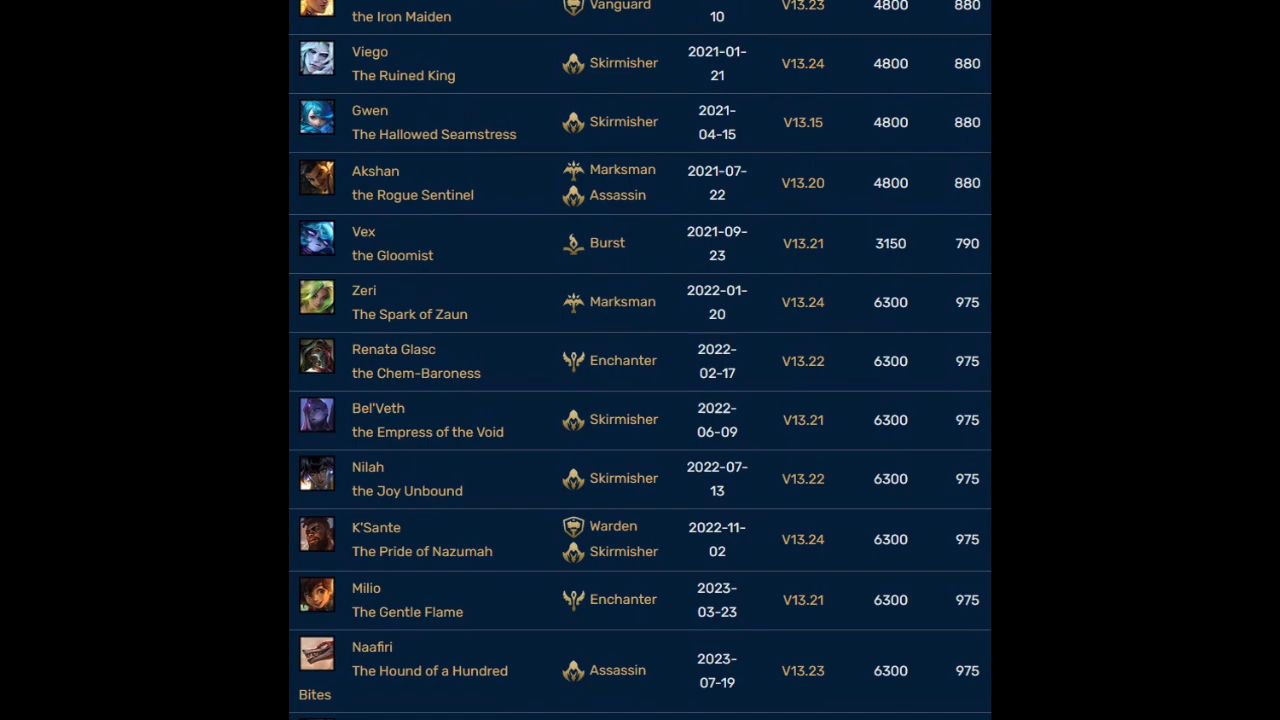 Vanguard V13.23 4800 880
the Iron Maiden 10
Viego 2021-01-
Skirmisher V13.24 4800 880
The Ruined King 21
Gwen 2021-
Skirmisher V13.15 4800 880
The Hallowed Seamstress 04-15
Akshan Marksman 2021-07-
V13.20 4800 880
the Rogue Sentinel Assassin 22
Vex 2021-09-
Burst V13.21 3150 790
the Gloomist 23
Zeri 2022-01-
Marksman V13.24 6300 975
The Spark of Zaun 20
Renata Glasc 2022-
Enchanter V13.22 6300 975
the Chem-Baroness 02-17
Bel'Veth 2022-
Skirmisher V13.21 6300 975
the Empress of the Void 06-09
Nilah 2022-07-
Skirmisher V13.22 6300 975
the Joy Unbound 13
K'Sante Warden 2022-11-
V13.24 6300 975
The Pride of Nazumah Skirmisher 02
Milio 2023-
Enchanter V13.21 6300 975
The Gentle Flame 03-23
Naafiri 2023-
The Hound of a Hundred Assassin V13.23 6300 975
07-19
Bites